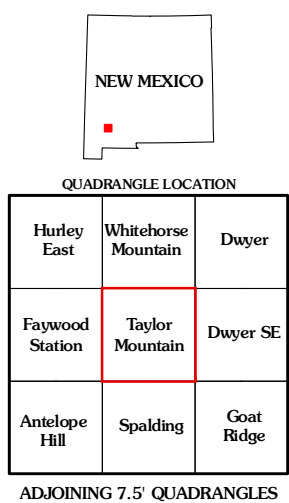 NEW MEXICO
QUADRANGLE LOCATION
Hurley
East
Whitehorse
Mountain
Dwyer
Faywood
Station
Taylor
Mountain
Dwyer SE
Antelope
Hill
Spalding
Goat
Ridge
ADJOINING 7.5' QUADRANGLES